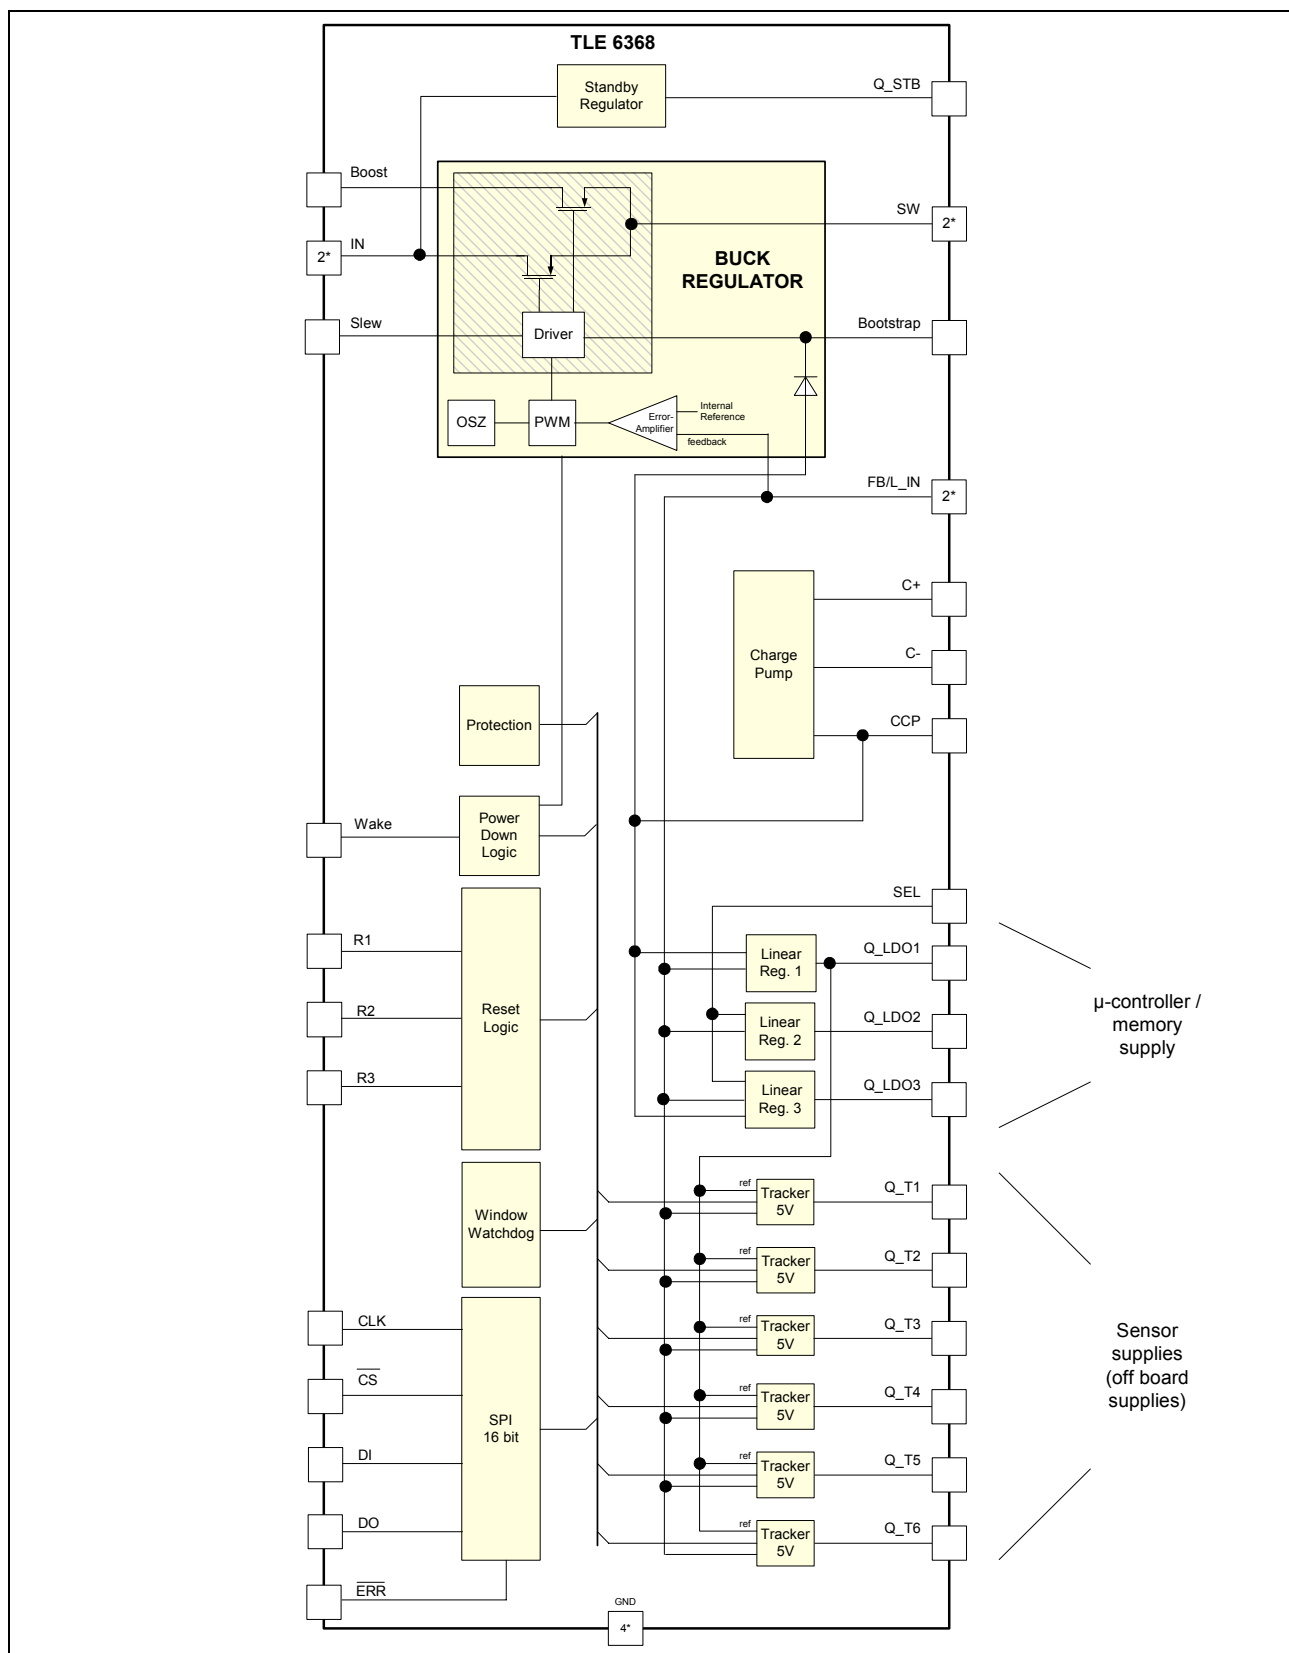 TLE 6368
Standby
Regulator
Q_STB
Boost
SW
2*
IN
2*
BUCK
REGULATOR
Slew
Driver
Bootstrap
OSZ
PWM
Error-
Amplifier
Internal
Reference
feedback
FB/L_IN
2*
C+
Charge
Pump
C-
CCP
Protection
Wake
Power
Down
Logic
SEL
R1
Linear
Reg. 1
Q_LDO1
R2
Reset
Logic
Linear
Reg. 2
Q_LDO2
µ-controller /
memory
supply
R3
Linear
Reg. 3
Q_LDO3
Window
Watchdog
ref
Tracker
5V
Q_T1
ref
Tracker
5V
Q_T2
CLK
ref
Tracker
5V
Q_T3
Sensor
supplies
(off board
supplies)
CS
SPI
16 bit
ref
Tracker
5V
Q_T4
DI
ref
Tracker
5V
Q_T5
DO
ref
Tracker
5V
Q_T6
ERR
GND
4*